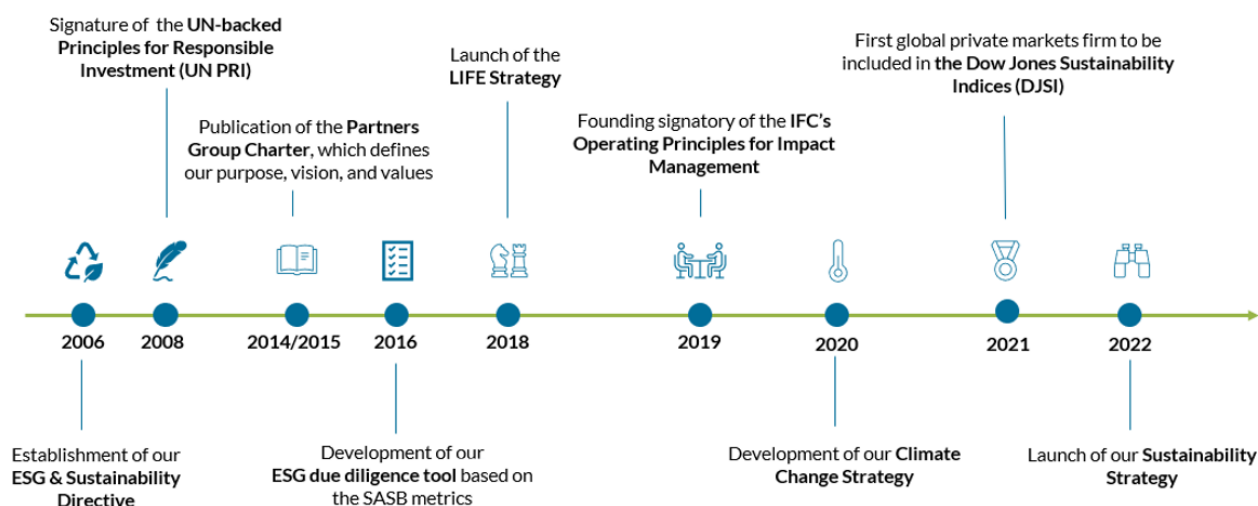 Signature of the UN-backed
Principles for Responsible
Investment (UN PRI)
Publication of the Partners
Group Charter, which defines
our purpose, vision, and values
Launch of the
LIFE Strategy
Founding signatory of the IFC's
Operating Principles for Impact
Management
First global private markets firm to be
included in the Dow Jones Sustainability
Indices (DJSI)
2006
2008
2014/2015
2016
2018
2019
2020
2021
2022
Establishment of our
ESG & Sustainability
Directive
Development of our
ESG due diligence tool based on
the SASB metrics
Development of our Climate
Change Strategy
Launch of our Sustainability
Strategy